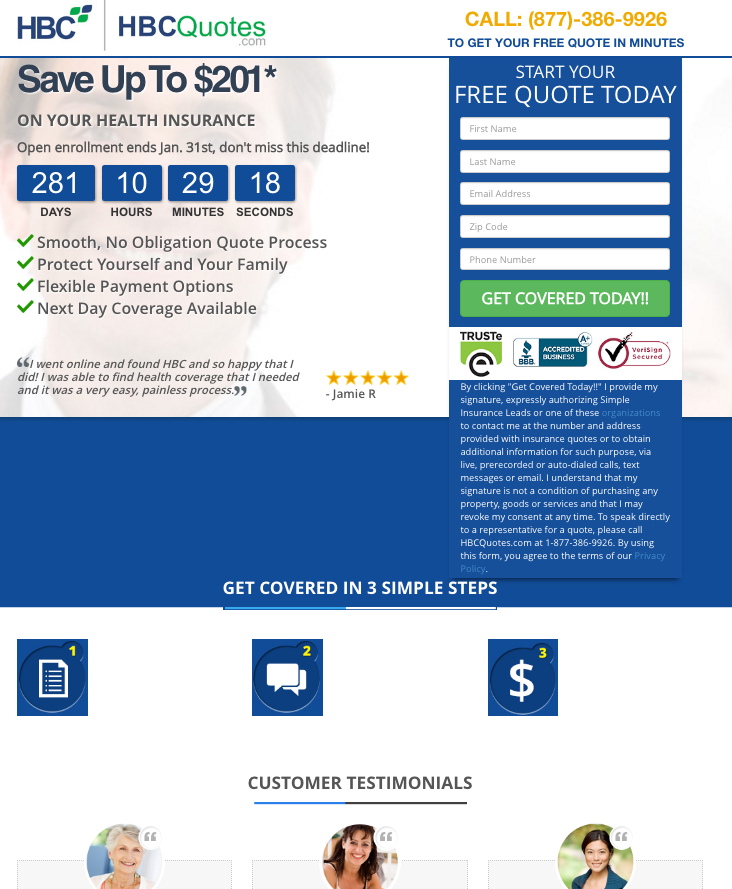 HBC
HBCQuotes
.com
CALL: (877)-386-9926
TO GET YOUR FREE QUOTE IN MINUTES
Save Up To $201*
ON YOUR HEALTH INSURANCE
Open enrollment ends Jan. 31st, don't miss this deadline!
281 10 29 18
DAYS HOURS MINUTES SECONDS
Smooth, No Obligation Quote Process
Protect Yourself and Your Family
Flexible Payment Options
Next Day Coverage Available
“I went online and found HBC and so happy that I
did! I was able to find health coverage that I needed
and it was a very easy, painless process.”
- Jamie R
START YOUR
FREE QUOTE TODAY
First Name
Last Name
Email Address
Zip Code
Phone Number
GET COVERED TODAY!!
TRUSTe
BBB. ACCREDITED BUSINESS A+
VeriSign Secured
By clicking "Get Covered Today!!" I provide my
signature, expressly authorizing Simple
Insurance Leads or one of these organizations
to contact me at the number and address
provided with insurance quotes or to obtain
additional information for such purpose, via
live, prerecorded or auto-dialed calls, text
messages or email. I understand that my
signature is not a condition of purchasing any
property, goods or services and that I may
revoke my consent at any time. To speak directly
to a representative for a quote, please call
HBCQuotes.com at 1-877-386-9926. By using
this form, you agree to the terms of our Privacy
Policy.
GET COVERED IN 3 SIMPLE STEPS
1
2
3
$
CUSTOMER TESTIMONIALS